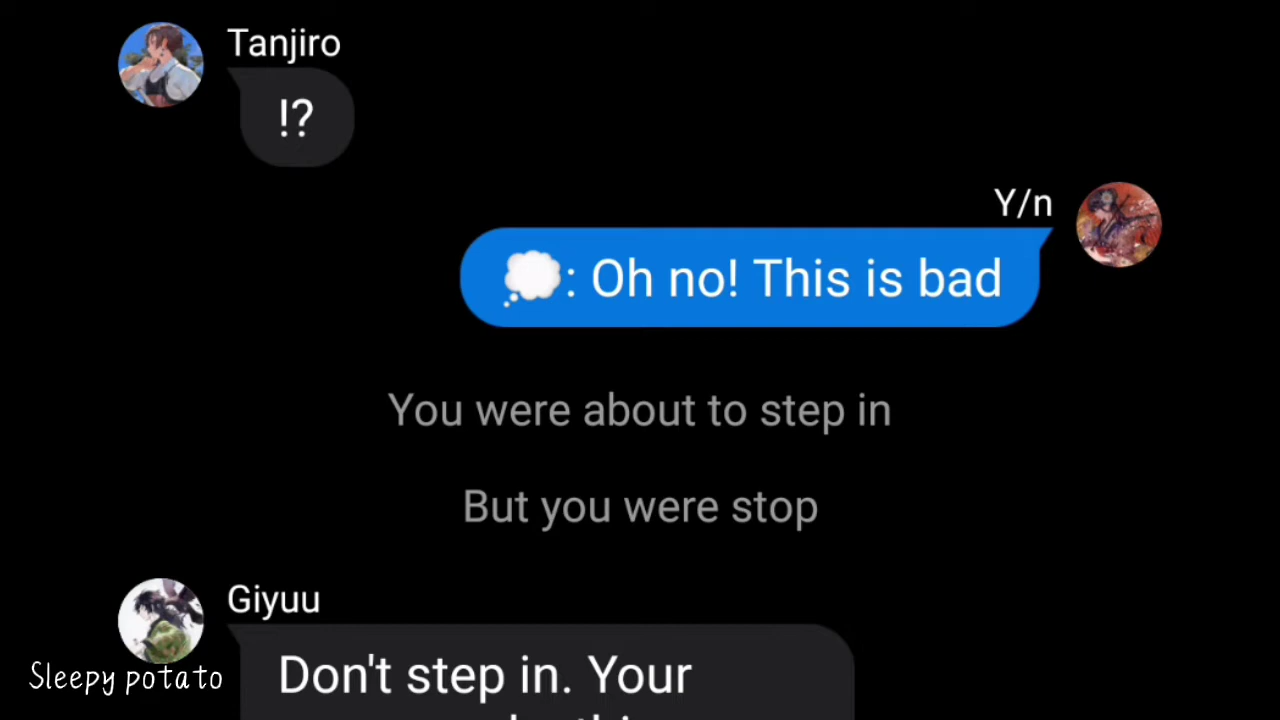 Tanjiro
!?
Y/n
💭: Oh no! This is bad
You were about to step in
But you were stop
Giyuu
Don't step in. Your
Sleepy potato